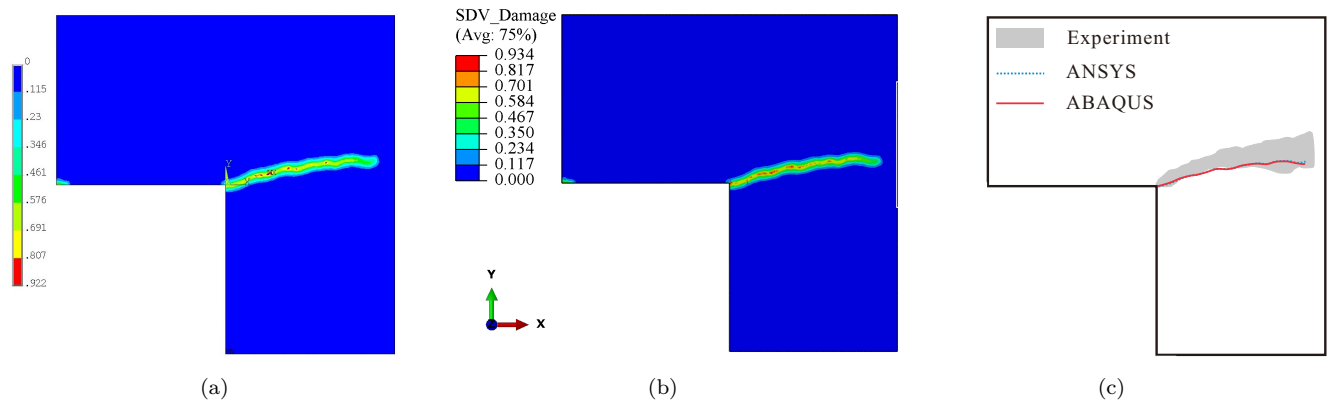 0
.115
.23
.346
.461
.576
.691
.807
.922
Y
X
(a)
SDV_Damage
(Avg: 75%)
0.934
0.817
0.701
0.584
0.467
0.350
0.234
0.117
0.000
Y
Z
X
(b)
Experiment
ANSYS
ABAQUS
(c)